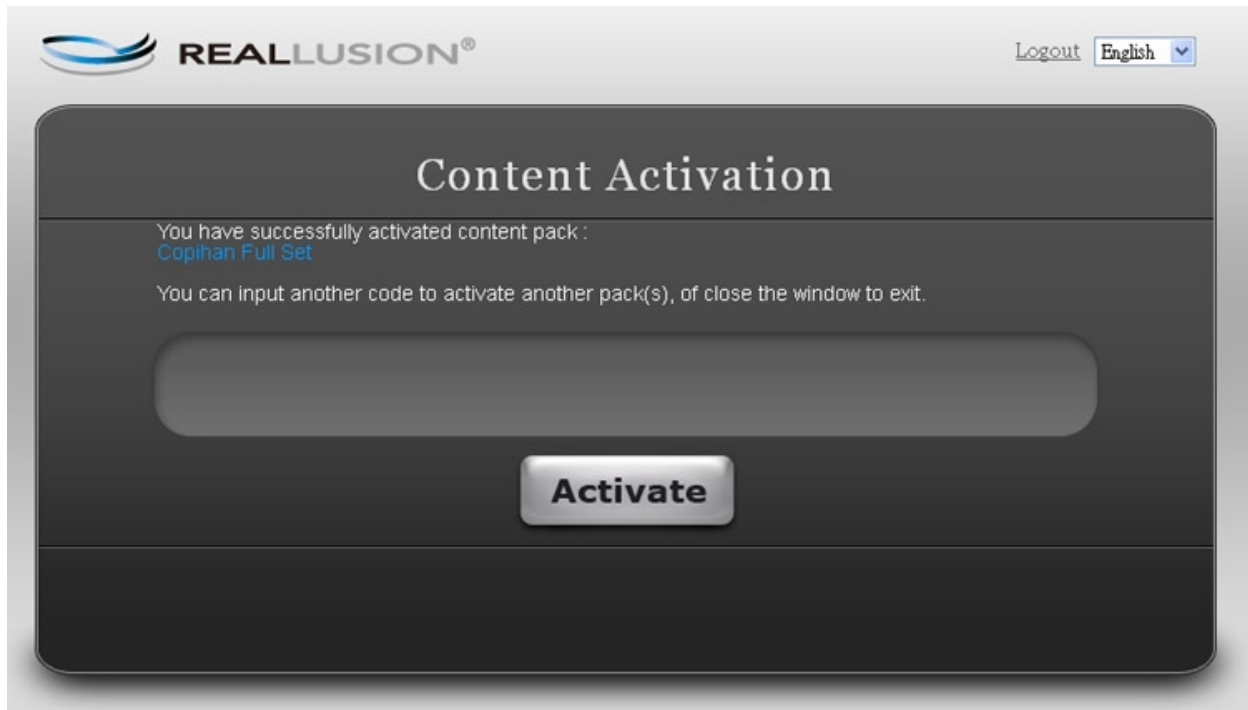 REALLUSION®
Logout English
Content Activation
You have successfully activated content pack :
Copihan Full Set
You can input another code to activate another pack(s), of close the window to exit.
Activate